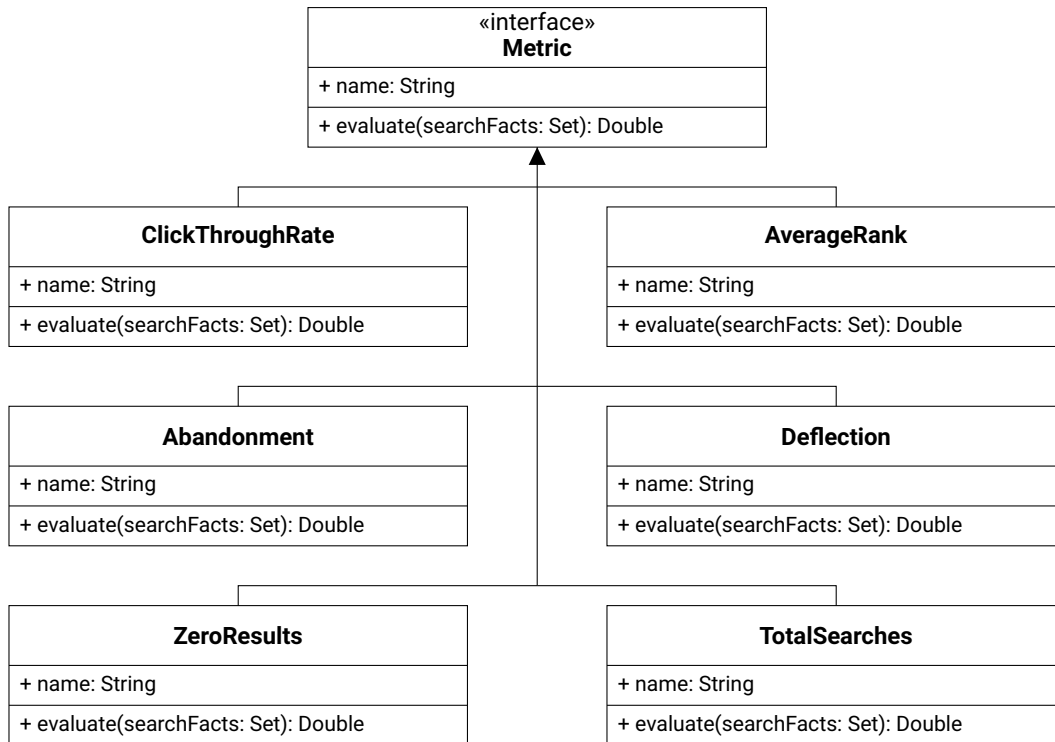 «interface»
Metric
+ name: String
+ evaluate(searchFacts: Set): Double
ClickThroughRate
+ name: String
+ evaluate(searchFacts: Set): Double
AverageRank
+ name: String
+ evaluate(searchFacts: Set): Double
Abandonment
+ name: String
+ evaluate(searchFacts: Set): Double
Deflection
+ name: String
+ evaluate(searchFacts: Set): Double
ZeroResults
+ name: String
+ evaluate(searchFacts: Set): Double
TotalSearches
+ name: String
+ evaluate(searchFacts: Set): Double